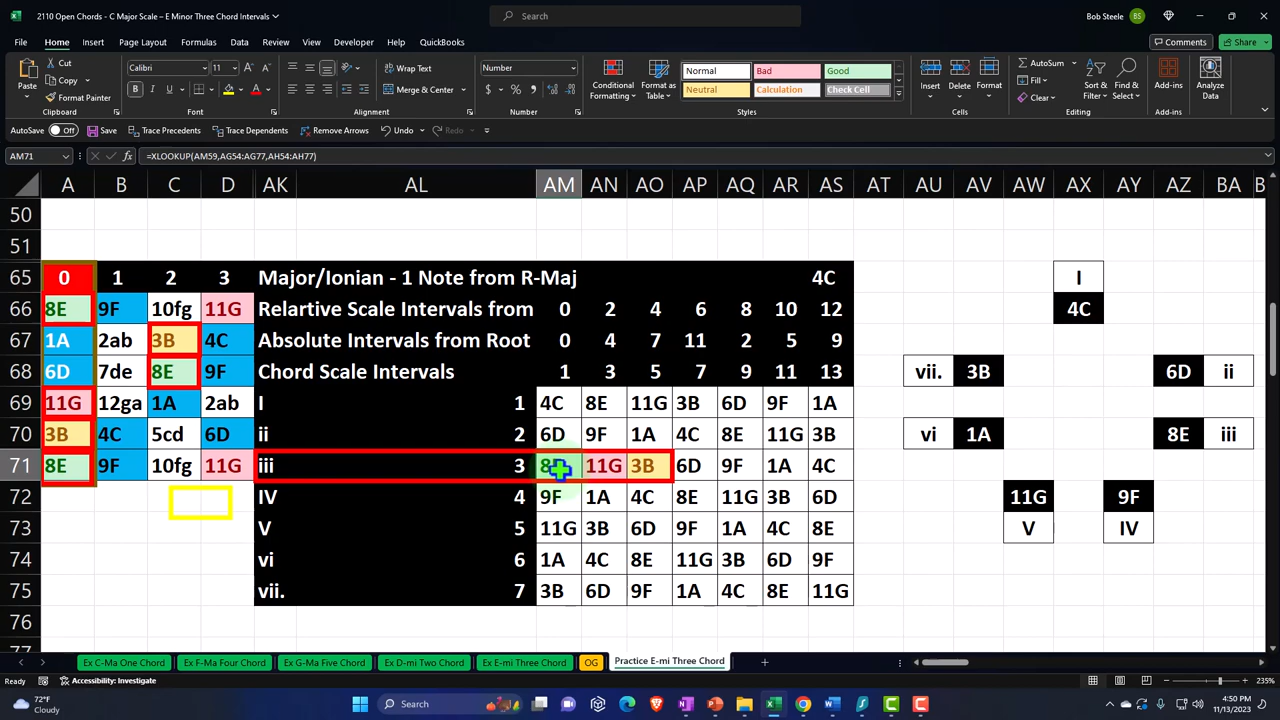 2110 Open Chords - C Major Scale – E Minor Three Chord Intervals
Search
Bob Steele BS
File Home Insert Page Layout Formulas Data Review View Developer Help QuickBooks Comments Share
Paste Cut Copy Format Painter Calibri 11 Wrap Text Merge & Center Number Conditional Formatting Format as Table Normal Bad Good Neutral Calculation Check Cell Insert Delete Format AutoSum Fill Clear Sort & Filter Find & Select Add-ins Analyze Data
Clipboard Font Alignment Number Styles Cells Editing Add-ins
AutoSave Off Save Trace Precedents Trace Dependents Remove Arrows Undo Redo
AM71 fx =XLOOKUP(AM59,AG54:AG77,AH54:AH77)
A B C D AK AL AM AN AO AP AQ AR AS AT AU AV AW AX AY AZ BA B
50
51
65 0 1 2 3 Major/Ionian - 1 Note from R-Maj 4C I
66 8E 9F 10fg 11G Relartive Scale Intervals from 0 2 4 6 8 10 12 4C
67 1A 2ab 3B 4C Absolute Intervals from Root 0 4 7 11 2 5 9
68 6D 7de 8E 9F Chord Scale Intervals 1 3 5 7 9 11 13 vii. 3B 6D ii
69 11G 12ga 1A 2ab I 1 4C 8E 11G 3B 6D 9F 1A
70 3B 4C 5cd 6D ii 2 6D 9F 1A 4C 8E 11G 3B vi 1A 8E iii
71 8E 9F 10fg 11G iii 3 11G 3B 6D 9F 1A 4C
72 IV 4 9F 1A 4C 8E 11G 3B 6D 11G 9F
73 V 5 11G 3B 6D 9F 1A 4C 8E V IV
74 vi 6 1A 4C 8E 11G 3B 6D 9F
75 vii. 7 3B 6D 9F 1A 4C 8E 11G
76
77
Ex C-Ma One Chord Ex F-Ma Four Chord Ex G-Ma Five Chord Ex D-mi Two Chord Ex E-mi Three Chord OG Practice E-mi Three Chord
Ready Accessibility: Investigate 235%
72°F
Cloudy
Search
4:50 PM
11/13/2023